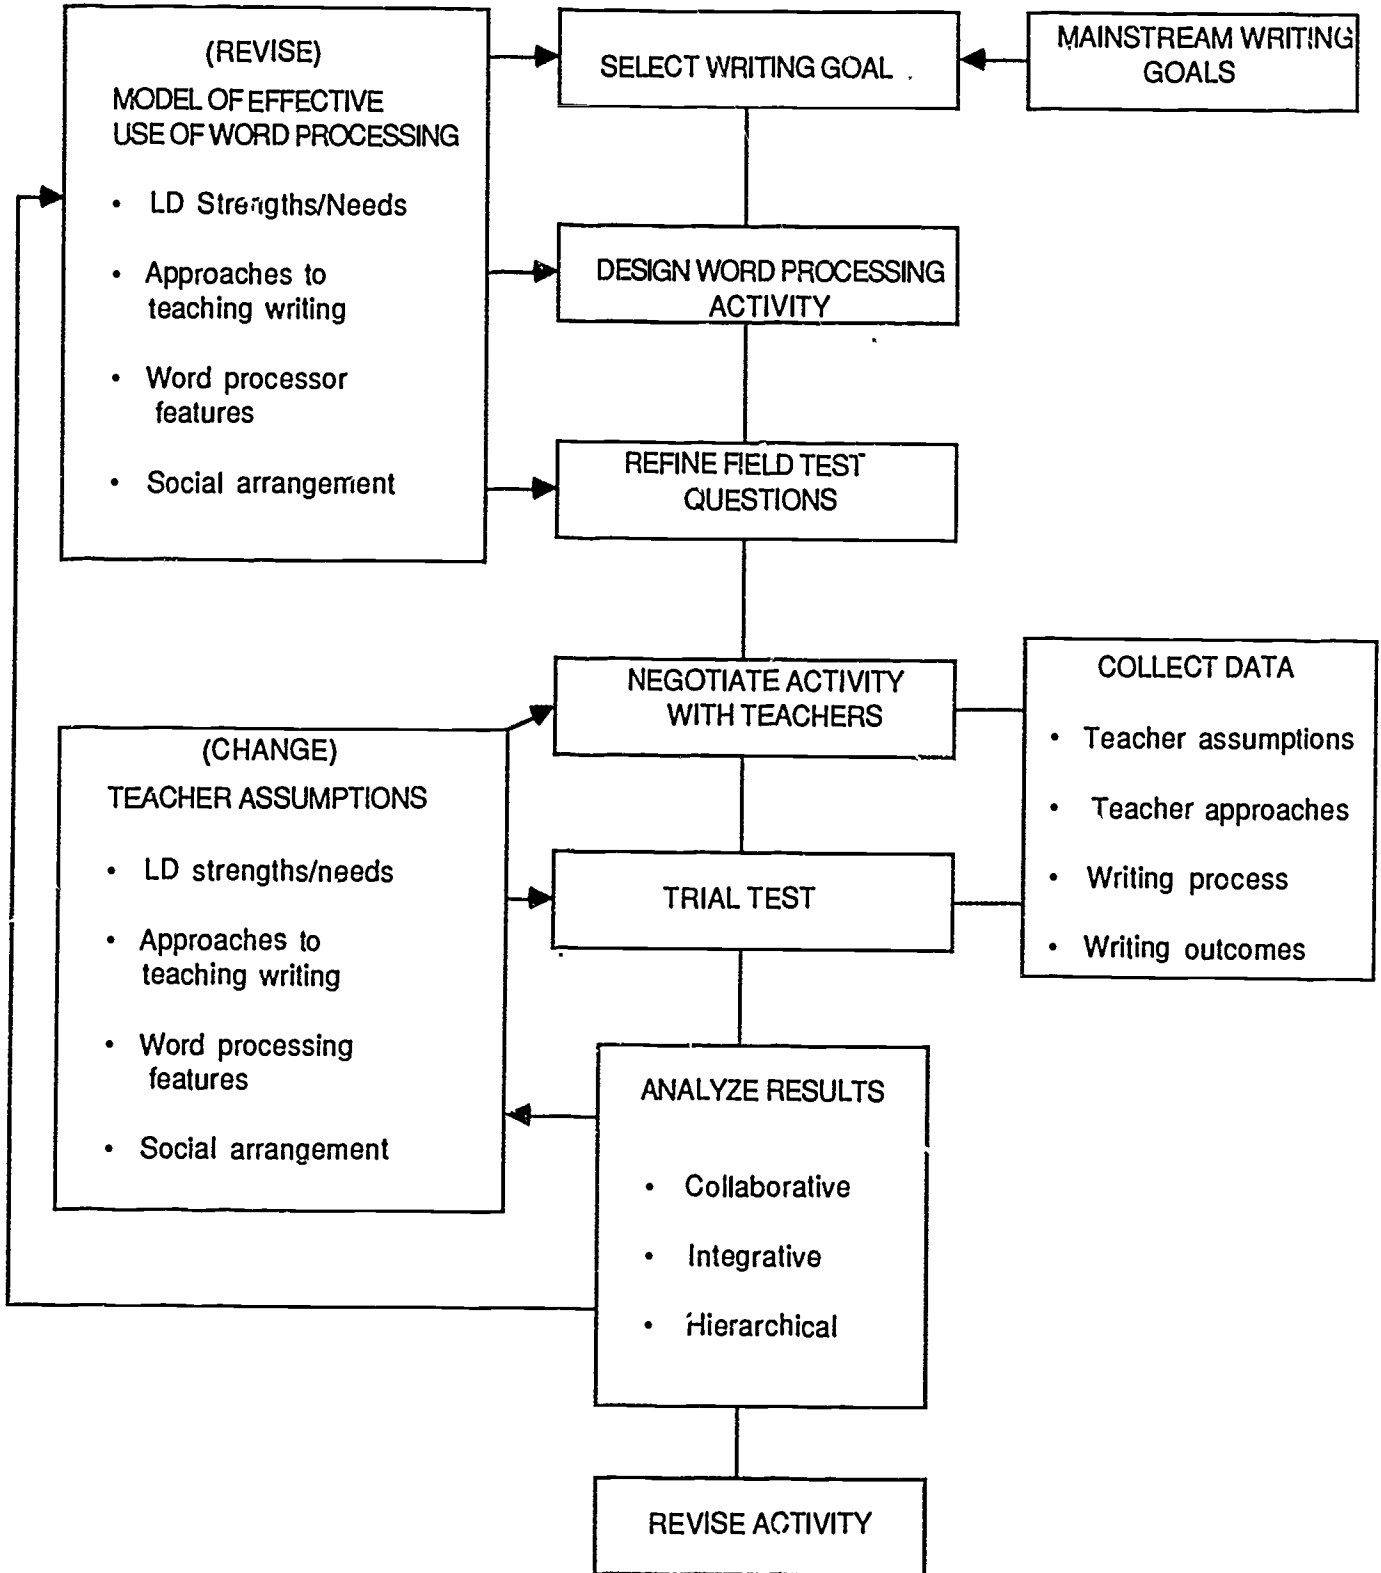 (REVISE)
MODEL OF EFFECTIVE
USE OF WORD PROCESSING
• LD Strengths/Needs
• Approaches to
teaching writing
• Word processor
features
• Social arrangement
SELECT WRITING GOAL
MAINSTREAM WRITING
GOALS
DESIGN WORD PROCESSING
ACTIVITY
REFINE FIELD TEST
QUESTIONS
NEGOTIATE ACTIVITY
WITH TEACHERS
COLLECT DATA
• Teacher assumptions
• Teacher approaches
• Writing process
• Writing outcomes
(CHANGE)
TEACHER ASSUMPTIONS
• LD strengths/needs
• Approaches to
teaching writing
• Word processing
features
• Social arrangement
TRIAL TEST
ANALYZE RESULTS
• Collaborative
• Integrative
• Hierarchical
REVISE ACTIVITY